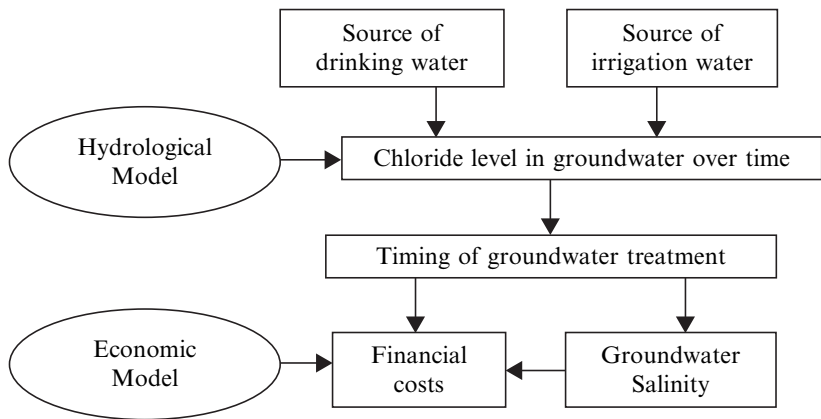 Source of
drinking water
Source of
irrigation water
Hydrological
Model
Chloride level in groundwater over time
Timing of groundwater treatment
Economic
Model
Financial
costs
Groundwater
Salinity